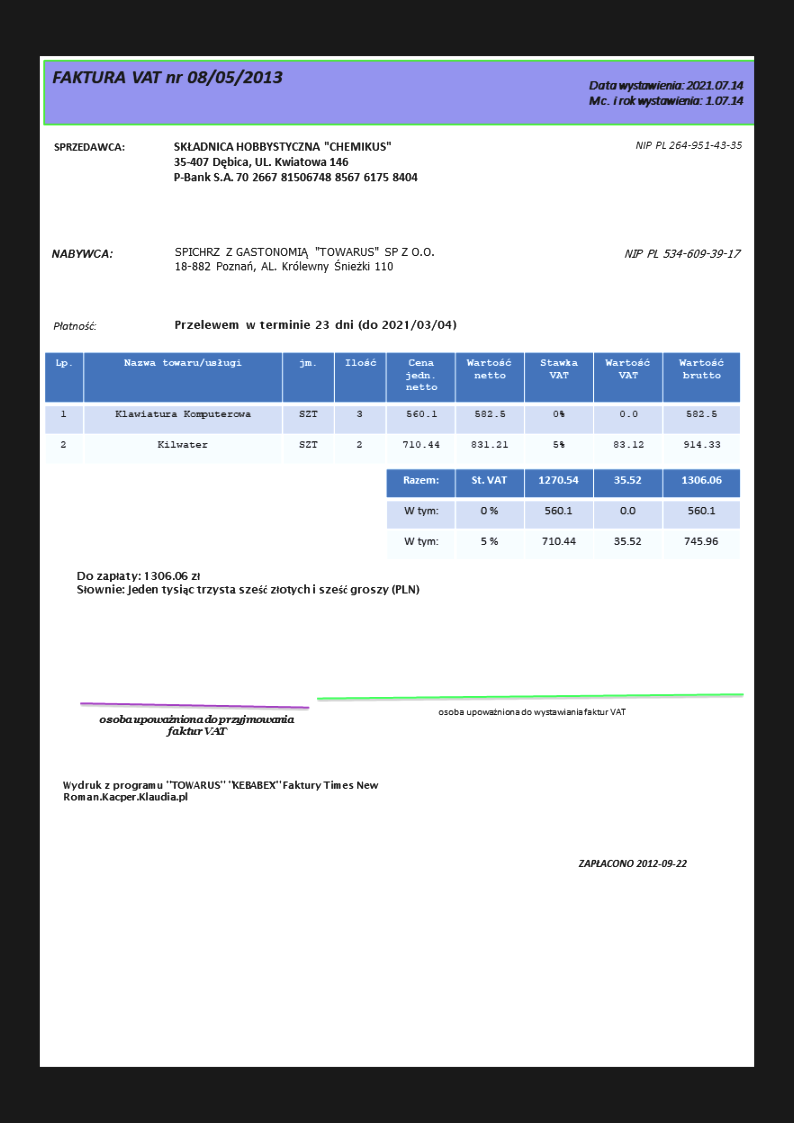 FAKTURA VAT nr 08/05/2013
Data wystawienia: 2021.07.14
Mc. i rok wystawienia: 1.07.14
SPRZEDAWCA:
SKŁADNICA HOBBYSTYCZNA "CHEMIKUS"
35-407 Dębica, UL. Kwiatowa 146
P-Bank S.A. 70 2667 81506748 8567 6175 8404
NIP PL 264-951-43-35
NABYWCA:
SPICHRZ Z GASTONOMIĄ "TOWARUS" SP Z O.O.
18-882 Poznań, AL. Królewny Śnieżki 110
NIP PL 534-609-39-17
Płatność:
Przelewem w terminie 23 dni (do 2021/03/04)
Lp. Nazwa towaru/usługi jm. Ilość Cena jedn. netto Wartość netto Stawka VAT Wartość VAT Wartość brutto
1 Klawiatura Komputerowa SZT 3 560.1 582.5 0% 0.0 582.5
2 Kilwater SZT 2 710.44 831.21 5% 83.12 914.33
Razem: St. VAT 1270.54 35.52 1306.06
W tym: 0 % 560.1 0.0 560.1
W tym: 5 % 710.44 35.52 745.96
Do zapłaty: 1306.06 zł
Słownie: Jeden tysiąc trzysta sześć złotych i sześć groszy (PLN)
osoba upoważniona do przyjmowania
faktur VAT
osoba upoważniona do wystawiania faktur VAT
Wydruk z programu "TOWARUS" "KEBABEX" Faktury Times New
Roman.Kacper.Klaudia.pl
ZAPŁACONO 2012-09-22